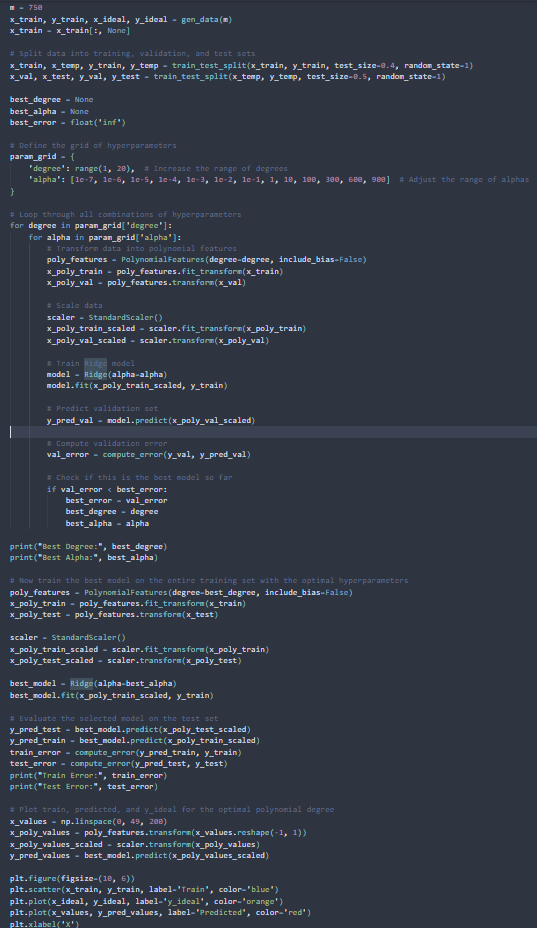 m = 750
x_train, y_train, x_ideal, y_ideal = gen_data(m)
x_train = x_train[:, None]
# Split data into training, validation, and test sets
x_train, x_temp, y_train, y_temp = train_test_split(x_train, y_train, test_size=0.4, random_state=1)
x_val, x_test, y_val, y_test = train_test_split(x_temp, y_temp, test_size=0.5, random_state=1)
best_degree = None
best_alpha = None
best_error = float('inf')
# Define the grid of hyperparameters
param_grid = {
    'degree': range(1, 20),  # Increase the range of degrees
    'alpha': [1e-7, 1e-6, 1e-5, 1e-4, 1e-3, 1e-2, 1e-1, 1, 10, 100, 300, 600, 900]  # Adjust the range of alphas
}
# Loop through all combinations of hyperparameters
for degree in param_grid['degree']:
    for alpha in param_grid['alpha']:
        # Transform data into polynomial features
        poly_features = PolynomialFeatures(degree=degree, include_bias=False)
        x_poly_train = poly_features.fit_transform(x_train)
        x_poly_val = poly_features.transform(x_val)
        # Scale data
        scaler = StandardScaler()
        x_poly_train_scaled = scaler.fit_transform(x_poly_train)
        x_poly_val_scaled = scaler.transform(x_poly_val)
        # Train Ridge model
        model = Ridge(alpha=alpha)
        model.fit(x_poly_train_scaled, y_train)
        # Predict validation set
        y_pred_val = model.predict(x_poly_val_scaled)
        # Compute validation error
        val_error = compute_error(y_val, y_pred_val)
        # Check if this is the best model so far
        if val_error < best_error:
            best_error = val_error
            best_degree = degree
            best_alpha = alpha
print("Best Degree:", best_degree)
print("Best Alpha:", best_alpha)
# Now train the best model on the entire training set with the optimal hyperparameters
poly_features = PolynomialFeatures(degree=best_degree, include_bias=False)
x_poly_train = poly_features.fit_transform(x_train)
x_poly_test = poly_features.transform(x_test)
scaler = StandardScaler()
x_poly_train_scaled = scaler.fit_transform(x_poly_train)
x_poly_test_scaled = scaler.transform(x_poly_test)
best_model = Ridge(alpha=best_alpha)
best_model.fit(x_poly_train_scaled, y_train)
# Evaluate the selected model on the test set
y_pred_test = best_model.predict(x_poly_test_scaled)
y_pred_train = best_model.predict(x_poly_train_scaled)
train_error = compute_error(y_pred_train, y_train)
test_error = compute_error(y_pred_test, y_test)
print("Train Error:", train_error)
print("Test Error:", test_error)
# Plot train, predicted, and y_ideal for the optimal polynomial degree
x_values = np.linspace(0, 49, 200)
x_poly_values = poly_features.transform(x_values.reshape(-1, 1))
x_poly_values_scaled = scaler.transform(x_poly_values)
y_pred_values = best_model.predict(x_poly_values_scaled)
plt.figure(figsize=(10, 6))
plt.scatter(x_train, y_train, label='Train', color='blue')
plt.plot(x_ideal, y_ideal, label='y_ideal', color='orange')
plt.plot(x_values, y_pred_values, label='Predicted', color='red')
plt.xlabel('X')